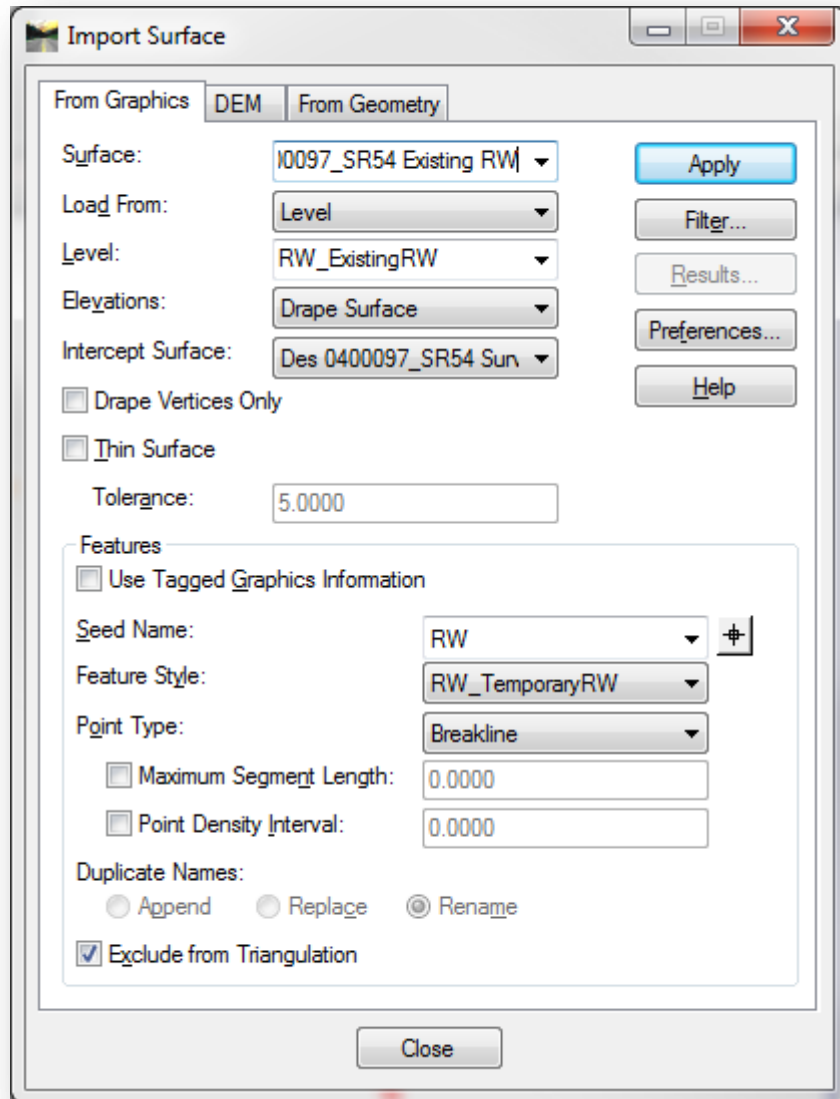 Import Surface
From Graphics DEM From Geometry
Surface: 00097_SR54 Existing RW Apply
Load From: Level Filter...
Level: RW_ExistingRW Results...
Elevations: Drape Surface Preferences...
Intercept Surface: Des 0400097_SR54 Surv Help
Drape Vertices Only
Thin Surface
Tolerance: 5.0000
Features
Use Tagged Graphics Information
Seed Name: RW
Feature Style: RW_TemporaryRW
Point Type: Breakline
Maximum Segment Length: 0.0000
Point Density Interval: 0.0000
Duplicate Names:
Append Replace Rename
Exclude from Triangulation
Close